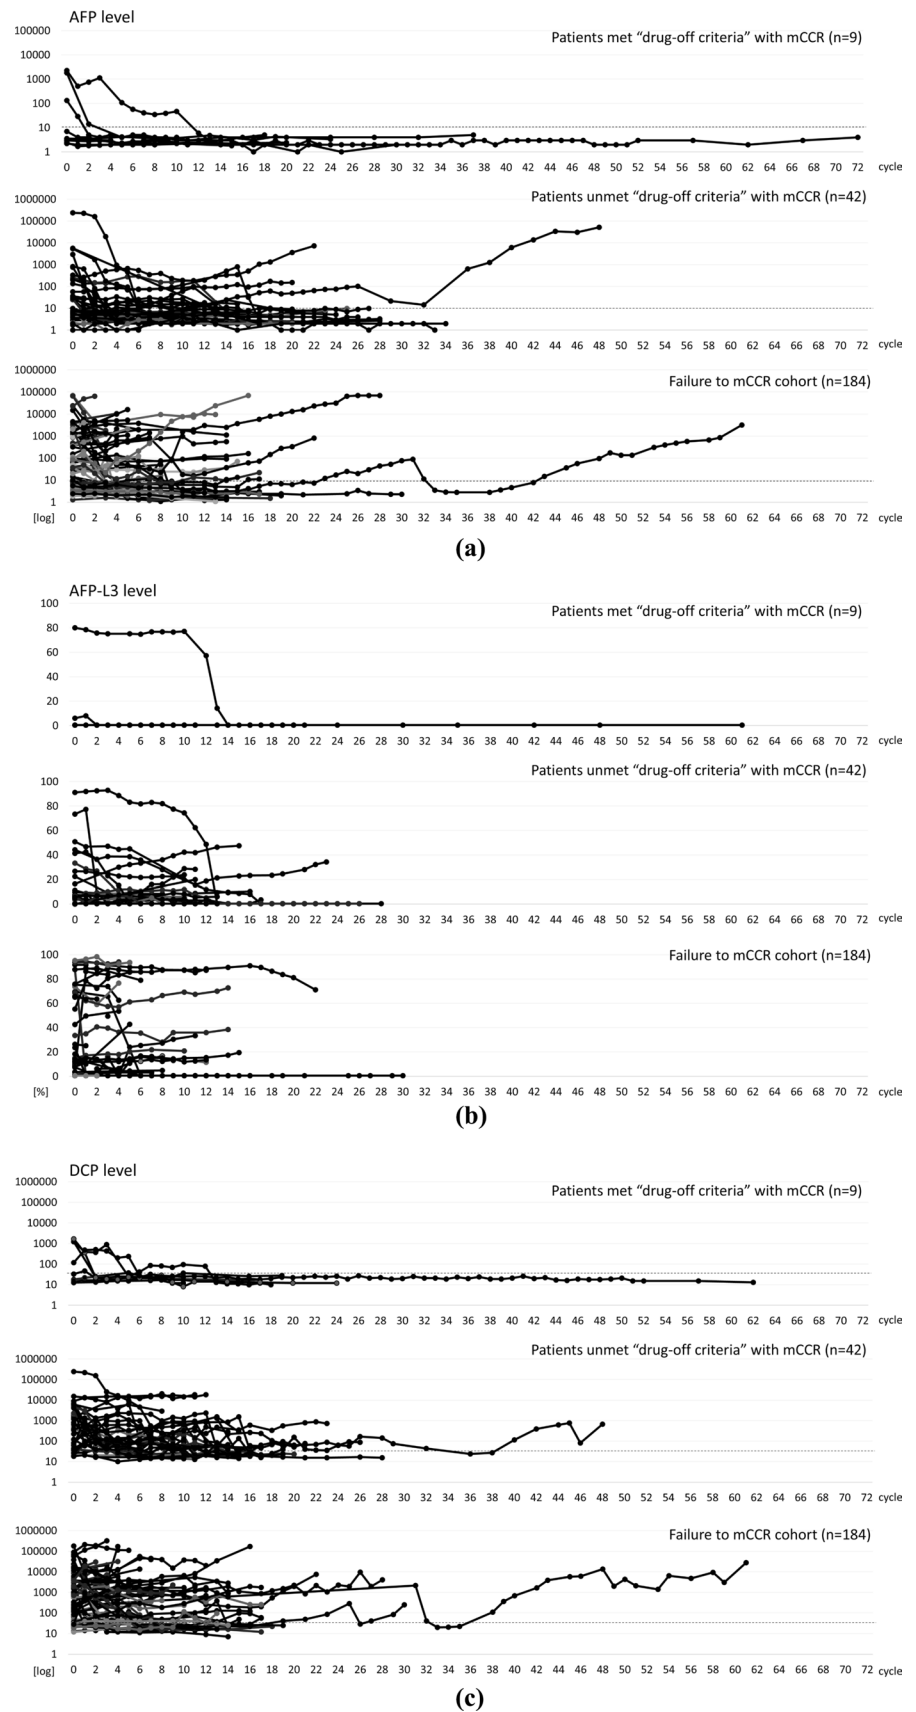 AFP level
Patients met “drug-off criteria” with mCCR (n=9)
100000
10000
1000
100
10
1
0 2 4 6 8 10 12 14 16 18 20 22 24 26 28 30 32 34 36 38 40 42 44 46 48 50 52 54 56 58 60 62 64 66 68 70 72 cycle
Patients unmet “drug-off criteria” with mCCR (n=42)
1000000
100000
10000
1000
100
10
1
0 2 4 6 8 10 12 14 16 18 20 22 24 26 28 30 32 34 36 38 40 42 44 46 48 50 52 54 56 58 60 62 64 66 68 70 72 cycle
Failure to mCCR cohort (n=184)
1000000
100000
10000
1000
100
10
1
[log] 0 2 4 6 8 10 12 14 16 18 20 22 24 26 28 30 32 34 36 38 40 42 44 46 48 50 52 54 56 58 60 62 64 66 68 70 72 cycle
(a)
AFP-L3 level
Patients met “drug-off criteria” with mCCR (n=9)
100
80
60
40
20
0
0 2 4 6 8 10 12 14 16 18 20 22 24 26 28 30 32 34 36 38 40 42 44 46 48 50 52 54 56 58 60 62 64 66 68 70 72 cycle
Patients unmet “drug-off criteria” with mCCR (n=42)
100
80
60
40
20
0
0 2 4 6 8 10 12 14 16 18 20 22 24 26 28 30 32 34 36 38 40 42 44 46 48 50 52 54 56 58 60 62 64 66 68 70 72 cycle
Failure to mCCR cohort (n=184)
100
80
60
40
20
0
[%] 0 2 4 6 8 10 12 14 16 18 20 22 24 26 28 30 32 34 36 38 40 42 44 46 48 50 52 54 56 58 60 62 64 66 68 70 72 cycle
(b)
DCP level
Patients met “drug-off criteria” with mCCR (n=9)
1000000
100000
10000
1000
100
10
1
0 2 4 6 8 10 12 14 16 18 20 22 24 26 28 30 32 34 36 38 40 42 44 46 48 50 52 54 56 58 60 62 64 66 68 70 72 cycle
Patients unmet “drug-off criteria” with mCCR (n=42)
1000000
100000
10000
1000
100
10
1
0 2 4 6 8 10 12 14 16 18 20 22 24 26 28 30 32 34 36 38 40 42 44 46 48 50 52 54 56 58 60 62 64 66 68 70 72 cycle
Failure to mCCR cohort (n=184)
1000000
100000
10000
1000
100
10
1
[log] 0 2 4 6 8 10 12 14 16 18 20 22 24 26 28 30 32 34 36 38 40 42 44 46 48 50 52 54 56 58 60 62 64 66 68 70 72 cycle
(c)